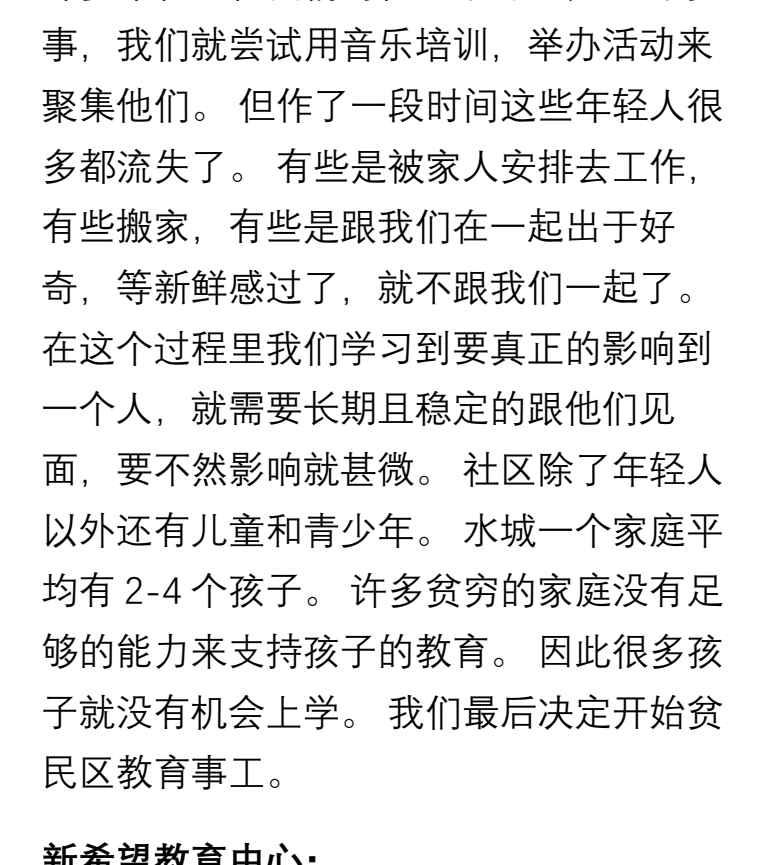 事，我们就尝试用音乐培训，举办活动来
聚集他们。 但作了一段时间这些年轻人很
多都流失了。 有些是被家人安排去工作，
有些搬家，有些是跟我们在一起出于好
奇，等新鲜感过了，就不跟我们一起了。
在这个过程里我们学习到要真正的影响到
一个人，就需要长期且稳定的跟他们见
面，要不然影响就甚微。 社区除了年轻人
以外还有儿童和青少年。 水城一个家庭平
均有 2-4 个孩子。 许多贫穷的家庭没有足
够的能力来支持孩子的教育。 因此很多孩
子就没有机会上学。 我们最后决定开始贫
民区教育事工。
新希望教育中心：